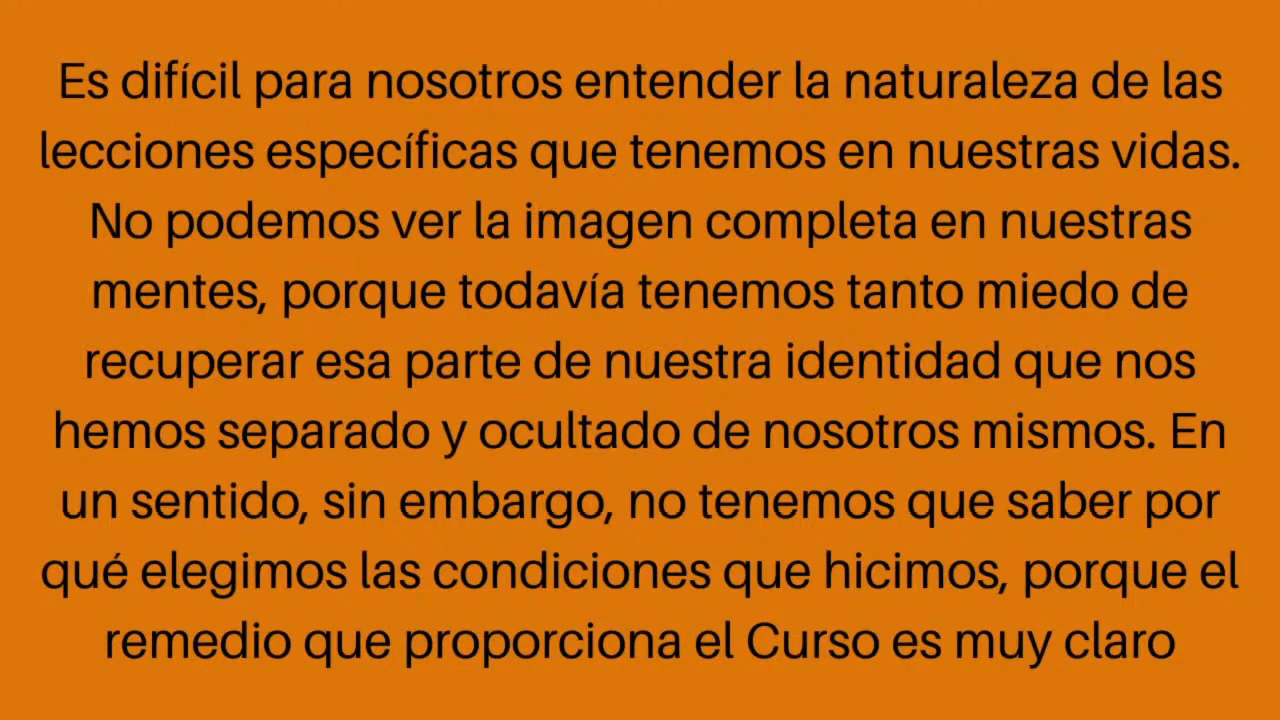 Es difícil para nosotros entender la naturaleza de las
lecciones específicas que tenemos en nuestras vidas.
No podemos ver la imagen completa en nuestras
mentes, porque todavía tenemos tanto miedo de
recuperar esa parte de nuestra identidad que nos
hemos separado y ocultado de nosotros mismos. En
un sentido, sin embargo, no tenemos que saber por
qué elegimos las condiciones que hicimos, porque el
remedio que proporciona el Curso es muy claro